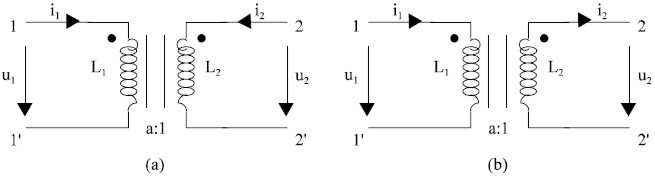 1 i₁ i₂ 2
u₁ L₁ L₂ u₂
1' a:1 2'
(a)
1 i₁ i₂ 2
u₁ L₁ L₂ u₂
1' a:1 2'
(b)